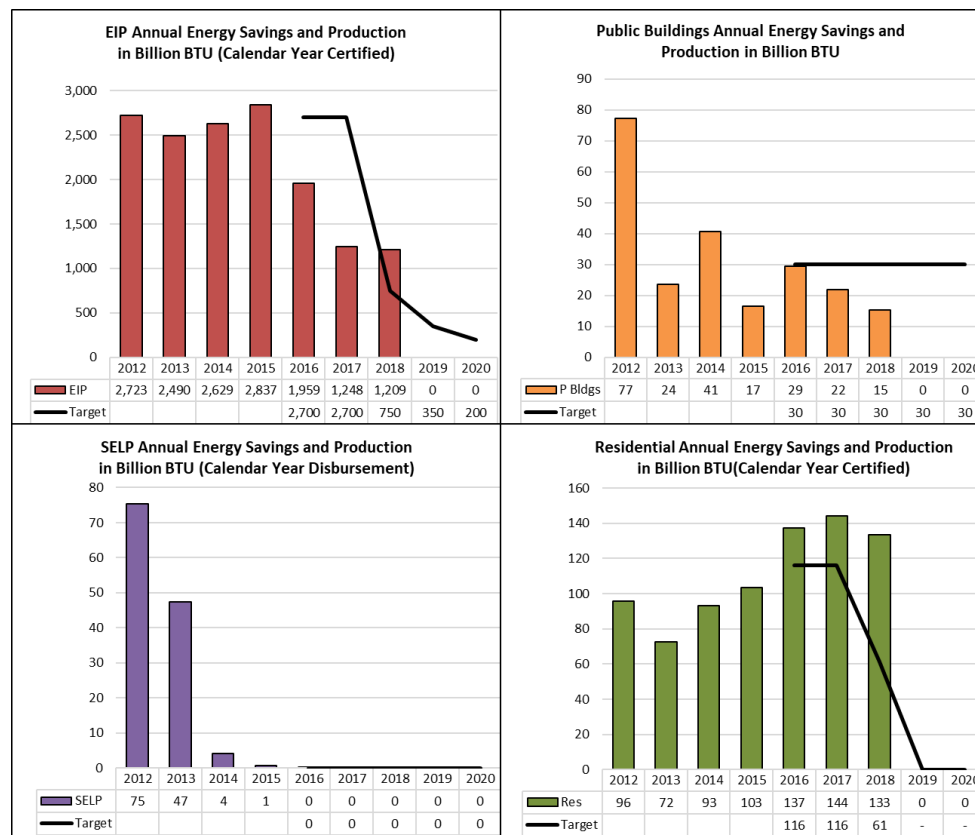 EIP Annual Energy Savings and Production
in Billion BTU (Calendar Year Certified)
3,000
2,500
2,000
1,500
1,000
500
0
2012 2013 2014 2015 2016 2017 2018 2019 2020
EIP 2,723 2,490 2,629 2,837 1,959 1,248 1,209 0 0
Target 2,700 2,700 750 350 200
Public Buildings Annual Energy Savings and
Production in Billion BTU
90
80
70
60
50
40
30
20
10
0
2012 2013 2014 2015 2016 2017 2018 2019 2020
P Bldgs 77 24 41 17 29 22 15 0 0
Target 30 30 30 30 30
SELP Annual Energy Savings and Production
in Billion BTU (Calendar Year Disbursement)
80
70
60
50
40
30
20
10
0
2012 2013 2014 2015 2016 2017 2018 2019 2020
SELP 75 47 4 1 0 0 0 0 0
Target 0 0 0 0 0
Residential Annual Energy Savings and Production
in Billion BTU(Calendar Year Certified)
160
140
120
100
80
60
40
20
0
2012 2013 2014 2015 2016 2017 2018 2019 2020
Res 96 72 93 103 137 144 133 0 0
Target 116 116 61 - -